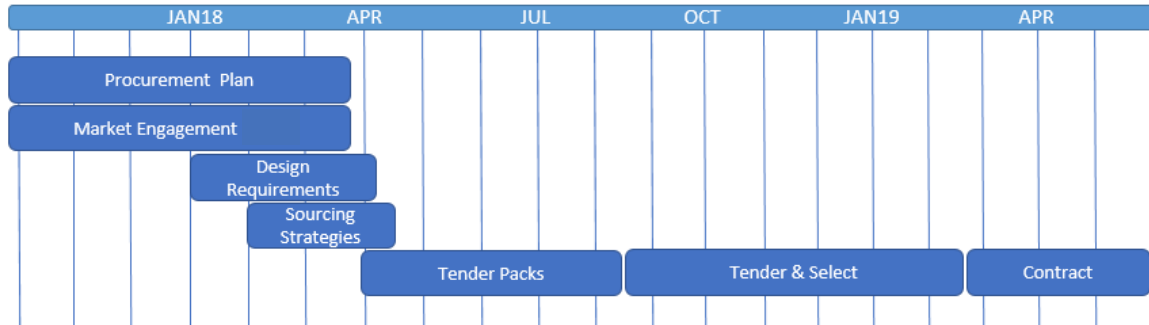 JAN18 APR JUL OCT JAN19 APR
Procurement Plan
Market Engagement
Design
Requirements
Sourcing
Strategies
Tender Packs Tender & Select Contract